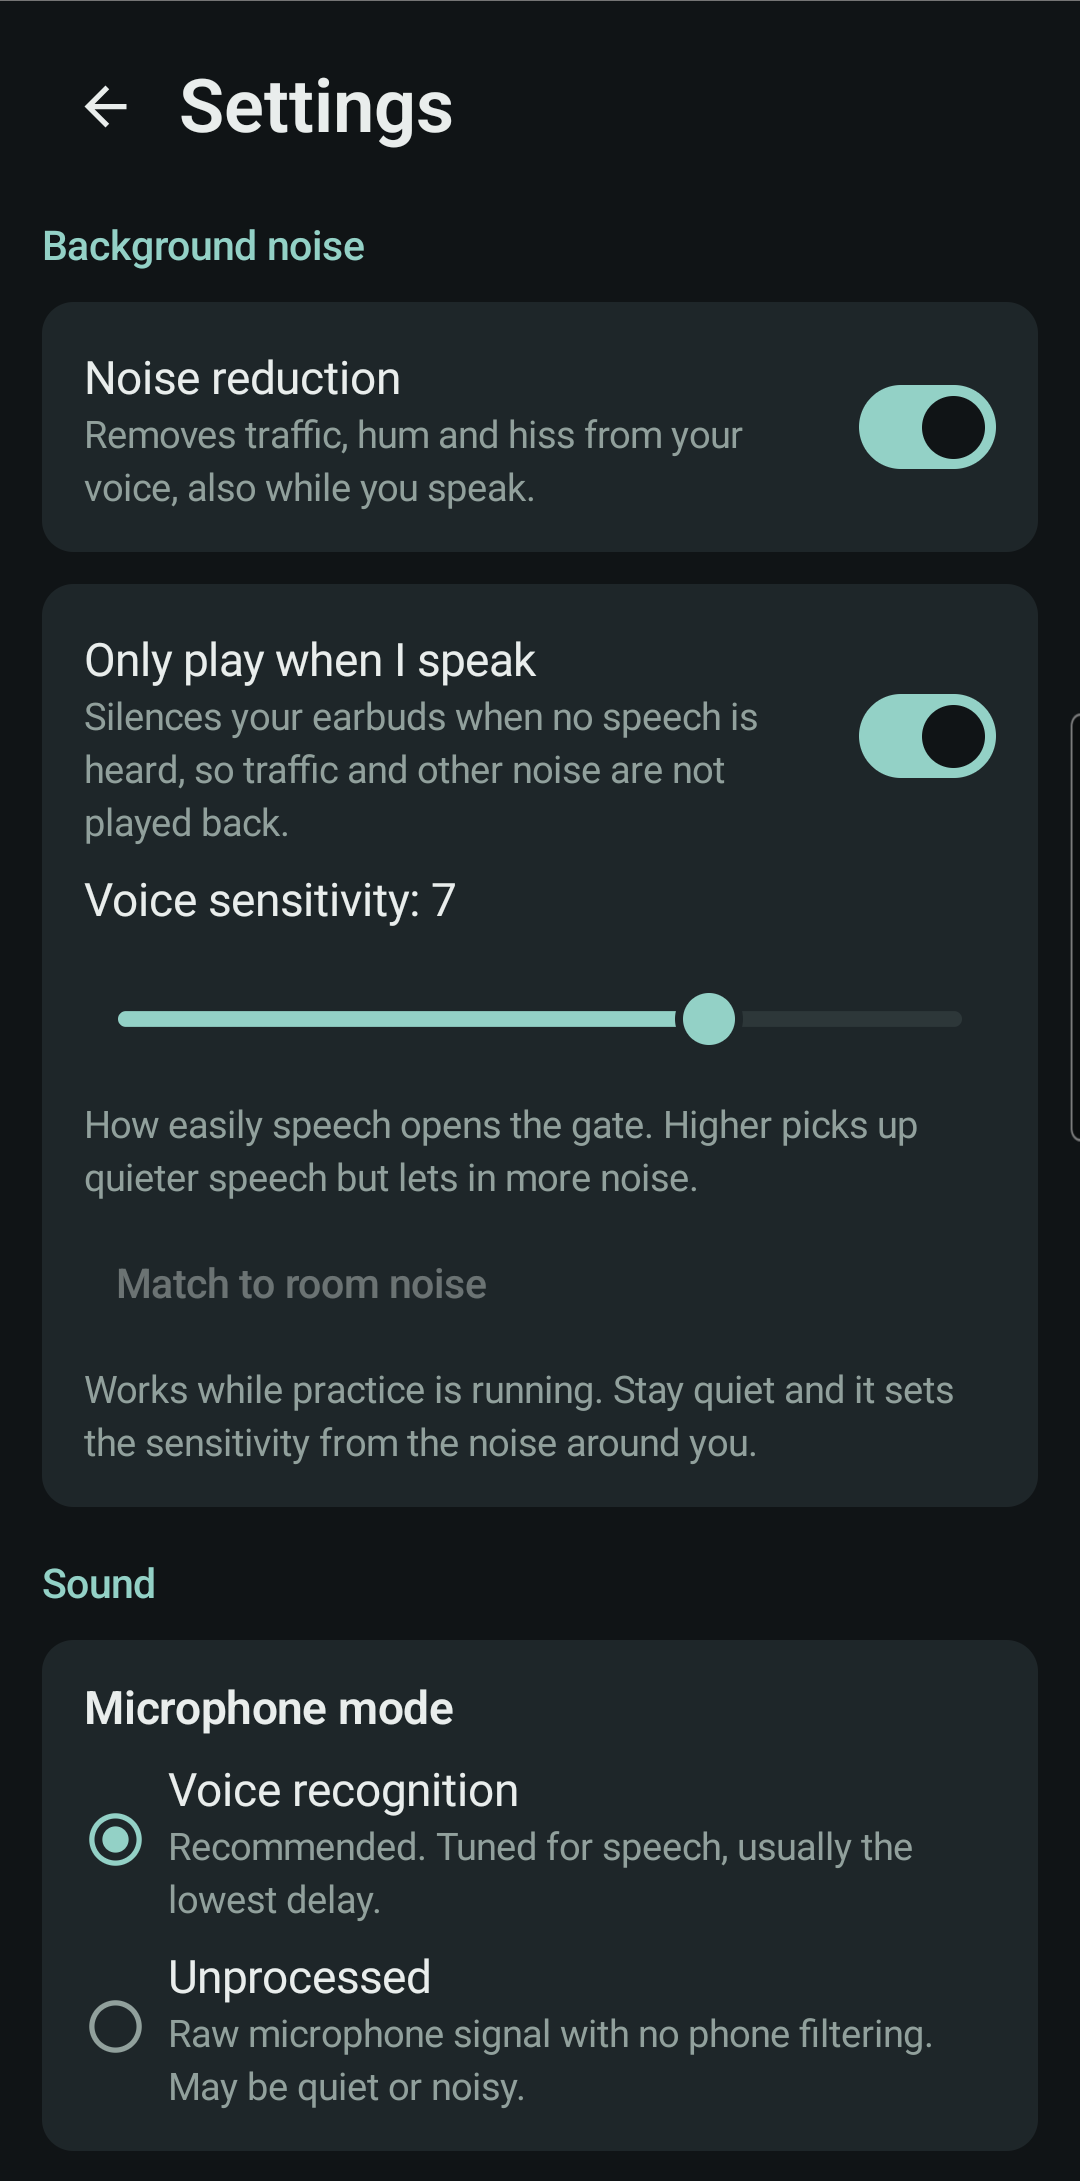 Settings
Background noise
Noise reduction
Removes traffic, hum and hiss from your
voice, also while you speak.
Only play when I speak
Silences your earbuds when no speech is
heard, so traffic and other noise are not
played back.
Voice sensitivity: 7
How easily speech opens the gate. Higher picks up
quieter speech but lets in more noise.
Match to room noise
Works while practice is running. Stay quiet and it sets
the sensitivity from the noise around you.
Sound
Microphone mode
Voice recognition
Recommended. Tuned for speech, usually the
lowest delay.
Unprocessed
Raw microphone signal with no phone filtering.
May be quiet or noisy.